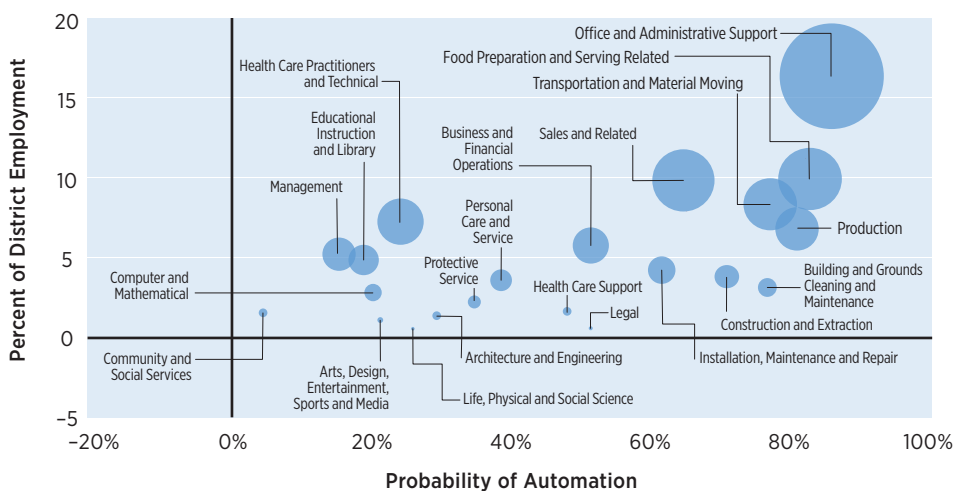 20
15
10
5
0
−5
Percent of District Employment
Office and Administrative Support
Food Preparation and Serving Related
Transportation and Material Moving
Health Care Practitioners
and Technical
Educational
Instruction
and Library
Management
Business and
Financial
Operations
Sales and Related
Personal
Care and
Service
Production
Computer and
Mathematical
Protective
Service
Health Care Support
Legal
Building and Grounds
Cleaning and
Maintenance
Construction and Extraction
Community and
Social Services
Arts, Design,
Entertainment,
Sports and Media
Architecture and Engineering
Installation, Maintenance and Repair
Life, Physical and Social Science
−20%
0%
20%
40%
60%
80%
100%
Probability of Automation